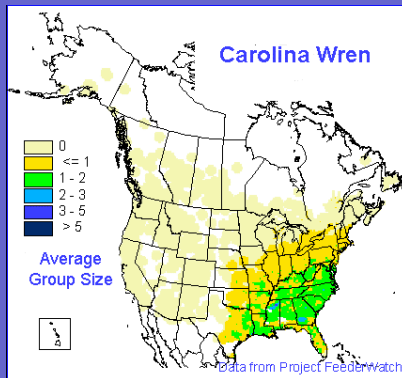 Carolina Wren
0
<= 1
1 - 2
2 - 3
3 - 5
> 5
Average
Group Size
Data from Project FeederWatch